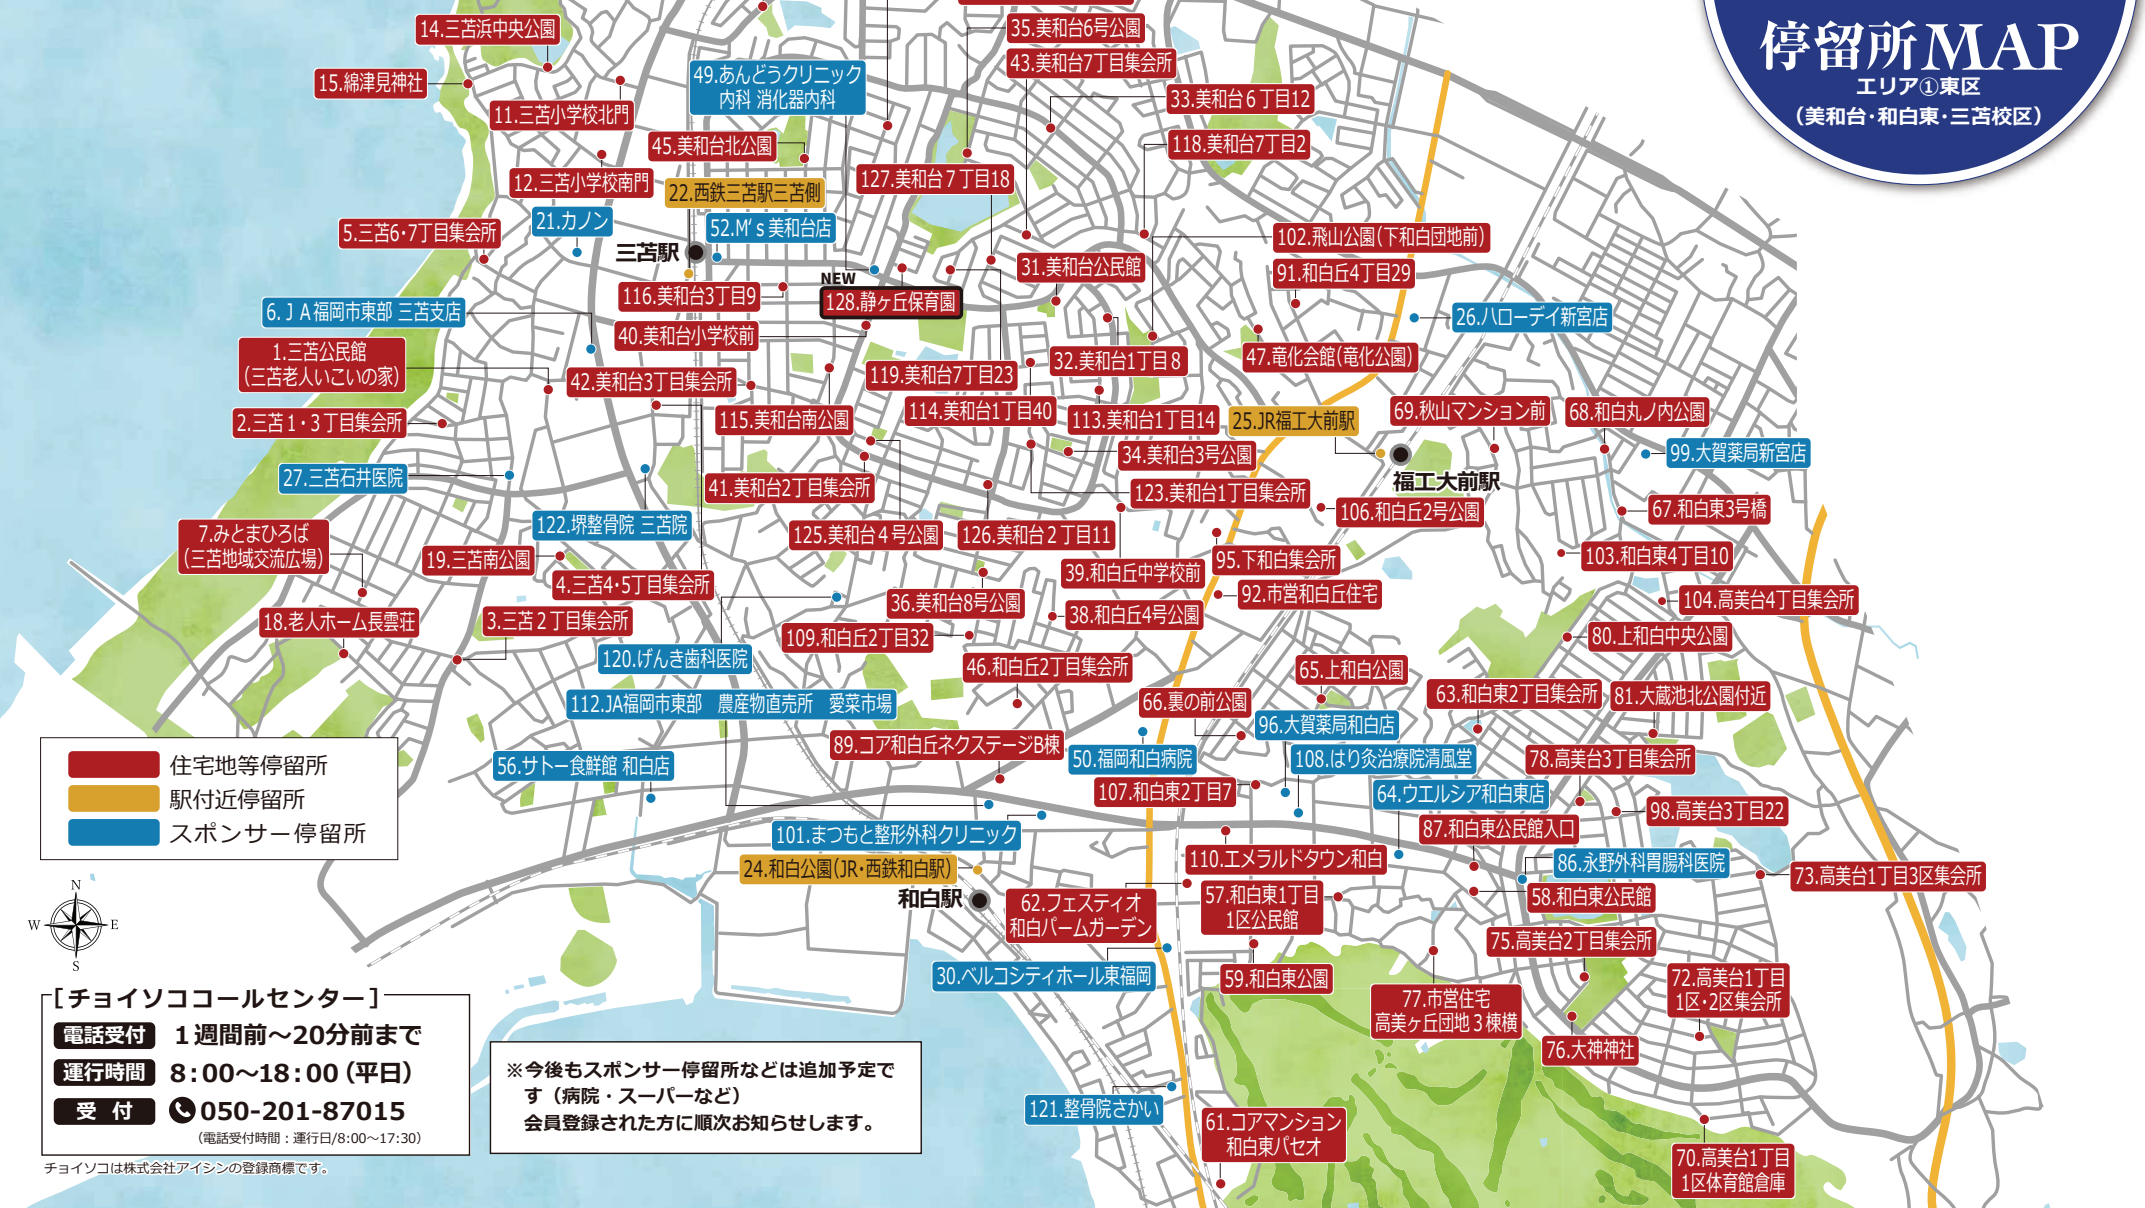 停留所MAP
エリア①東区
（美和台・和白東・三苫校区）
14.三苫浜中央公園
35.美和台6号公園
43.美和台7丁目集会所
15.綿津見神社
49.あんどうクリニック
内科 消化器内科
33.美和台６丁目12
11.三苫小学校北門
45.美和台北公園
118.美和台7丁目2
12.三苫小学校南門
22.西鉄三苫駅三苫側
127.美和台７丁目18
5.三苫6・7丁目集会所
21.カノン
52.M's 美和台店
三苫駅
102.飛山公園(下和白団地前)
31.美和台公民館
91.和白丘4丁目29
NEW
116.美和台3丁目9
128.静ヶ丘保育園
6.ＪＡ福岡市東部 三苫支店
26.ハローデイ新宮店
40.美和台小学校前
1.三苫公民館
(三苫老人いこいの家)
42.美和台3丁目集会所
119.美和台7丁目23
32.美和台1丁目８
47.竜化会館(竜化公園)
2.三苫１・３丁目集会所
115.美和台南公園
114.美和台1丁目40
113.美和台1丁目14
25.JR福工大前駅
69.秋山マンション前
68.和白丸ノ内公園
34.美和台3号公園
99.大賀薬局新宮店
27.三苫石井医院
41.美和台2丁目集会所
123.美和台1丁目集会所
福工大前駅
106.和白丘2号公園
67.和白東3号橋
7.みとまひろば
(三苫地域交流広場)
122.堺整骨院 三苫院
125.美和台４号公園
126.美和台２丁目11
19.三苫南公園
95.下和白集会所
103.和白東4丁目10
4.三苫4・5丁目集会所
39.和白丘中学校前
92.市営和白丘住宅
36.美和台8号公園
104.高美台4丁目集会所
18.老人ホーム長雲荘
3.三苫２丁目集会所
38.和白丘4号公園
109.和白丘2丁目32
80.上和白中央公園
120.げんき歯科医院
46.和白丘2丁目集会所
65.上和白公園
63.和白東2丁目集会所
81.大蔵池北公園付近
112.JA福岡市東部　農産物直売所　愛菜市場
66.裏の前公園
96.大賀薬局和白店
89.コア和白丘ネクステージB棟
50.福岡和白病院
108.はり灸治療院清風堂
78.高美台3丁目集会所
56.サトー食鮮館 和白店
107.和白東2丁目7
64.ウエルシア和白東店
98.高美台3丁目22
住宅地等停留所
駅付近停留所
スポンサー停留所
101.まつもと整形外科クリニック
87.和白東公民館入口
110.エメラルドタウン和白
86.永野外科胃腸科医院
24.和白公園(JR・西鉄和白駅)
73.高美台1丁目3区集会所
和白駅
62.フェスティオ
和白パームガーデン
57.和白東1丁目
1区公民館
58.和白東公民館
N
W
E
S
75.高美台2丁目集会所
30.ベルコシティホール東福岡
59.和白東公園
72.高美台1丁目
1区・2区集会所
77.市営住宅
高美ヶ丘団地３棟横
76.大神神社
[チョイソココールセンター]
電話受付 １週間前～20分前まで
運行時間 8:00～18:00（平日）
受 付 050-201-87015
（電話受付時間：運行日/8:00～17:30）
チョイソコは株式会社アイシンの登録商標です。
※今後もスポンサー停留所などは追加予定で
す（病院・スーパーなど）
会員登録された方に順次お知らせします。
121.整骨院さかい
61.コアマンション
和白東パセオ
70.高美台1丁目
1区体育館倉庫